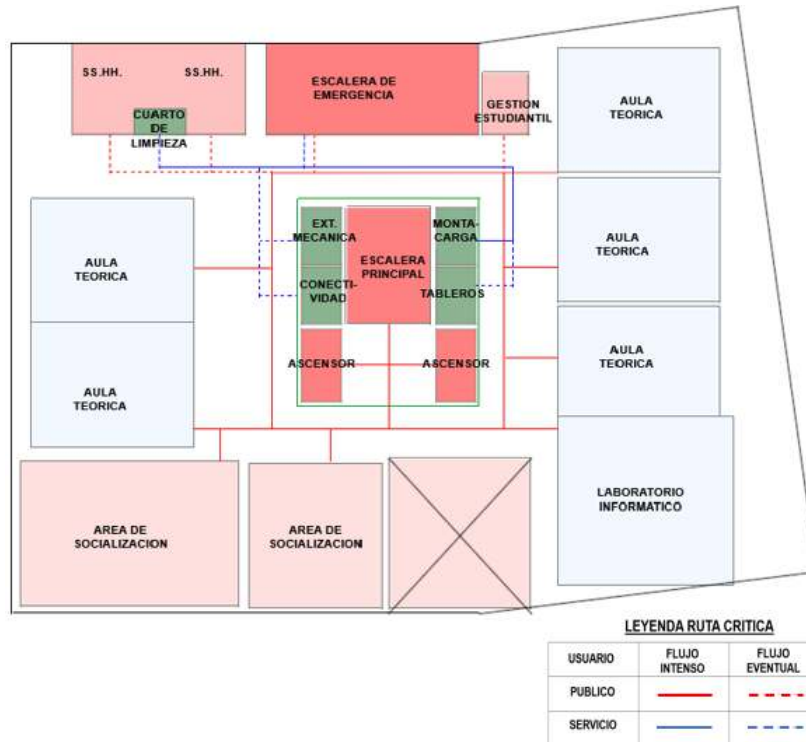 SS.HH.
SS.HH.
CUARTO
DE
LIMPIEZA
ESCALERA DE
EMERGENCIA
GESTION
ESTUDIANTIL
AULA
TEORICA
AULA
TEORICA
EXT.
MECANICA
ESCALERA
PRINCIPAL
MONTA-
CARGA
AULA
TEORICA
CONECTI-
VIDAD
TABLEROS
AULA
TEORICA
ASCENSOR
ASCENSOR
AULA
TEORICA
AREA DE
SOCIALIZACION
AREA DE
SOCIALIZACION
LABORATORIO
INFORMATICO
LEYENDA RUTA CRITICA
USUARIO
FLUJO
INTENSO
FLUJO
EVENTUAL
PUBLICO
SERVICIO